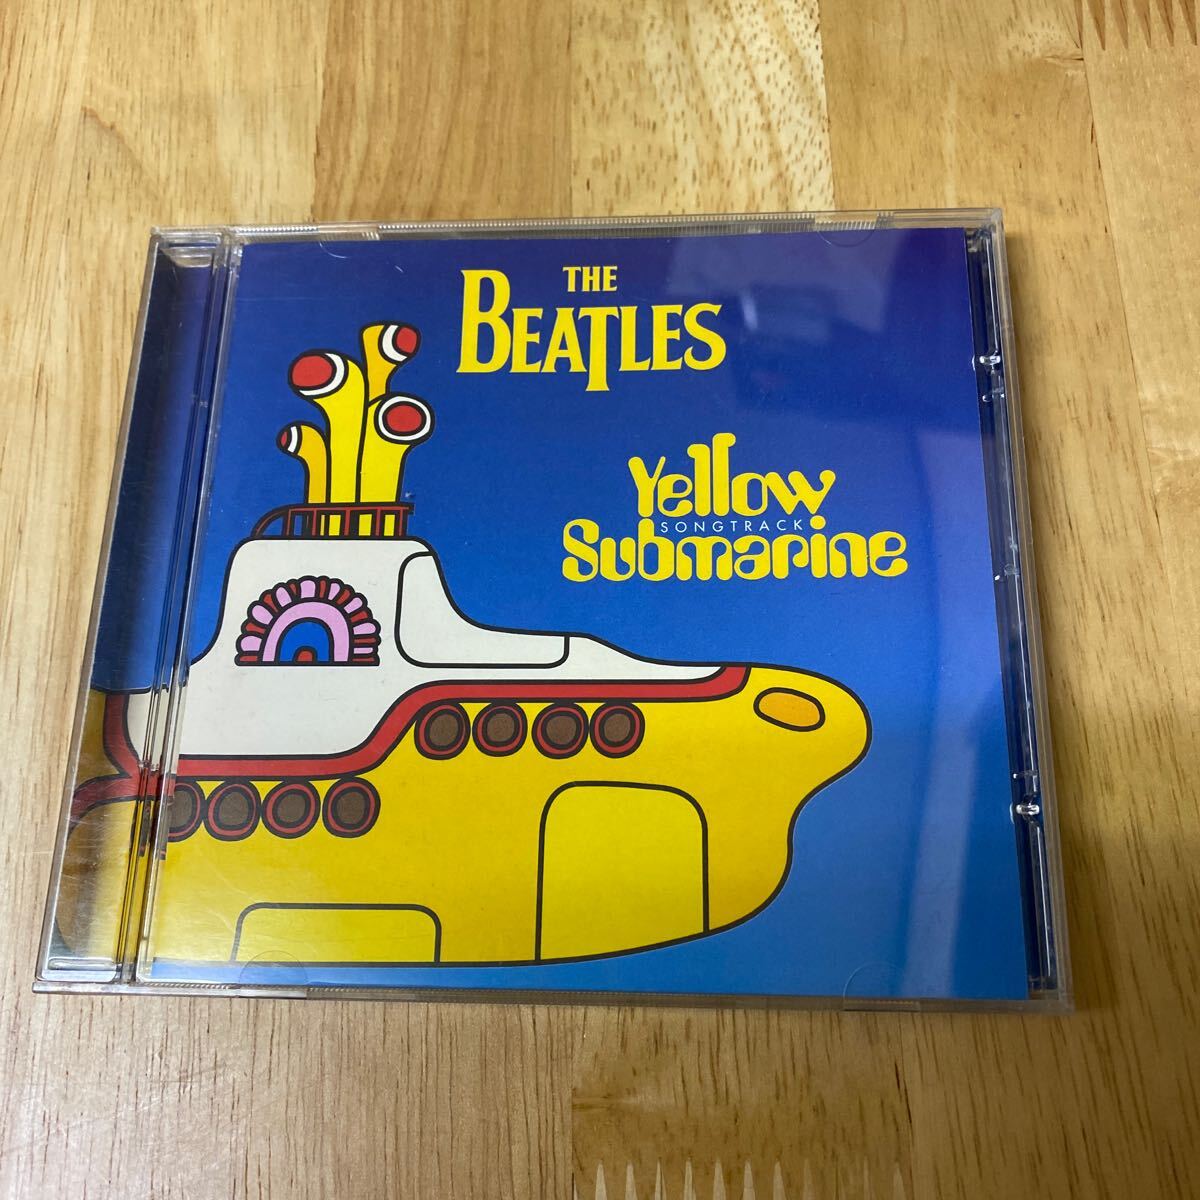 THE
BEATLES
Yellow
SONGTRACK
Submarine